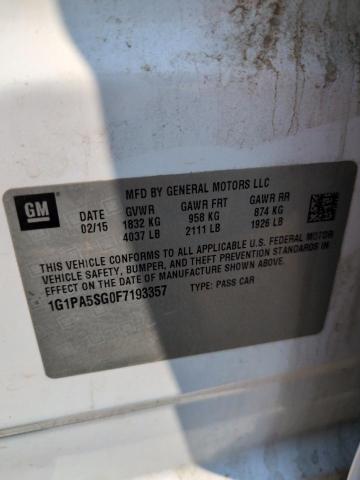 MFD BY GENERAL MOTORS LLC
GM
DATE GVWR GAWR FRT GAWR RR
02/15 1832 KG 958 KG 874 KG
4037 LB 2111 LB 1926 LB
THIS VEHICLE CONFORMS TO ALL APPLICABLE U.S. FEDERAL MOTOR
VEHICLE SAFETY, BUMPER, AND THEFT PREVENTION STANDARDS IN
EFFECT ON THE DATE OF MANUFACTURE SHOWN ABOVE.
1G1PA5SG0F7193357 TYPE: PASS CAR